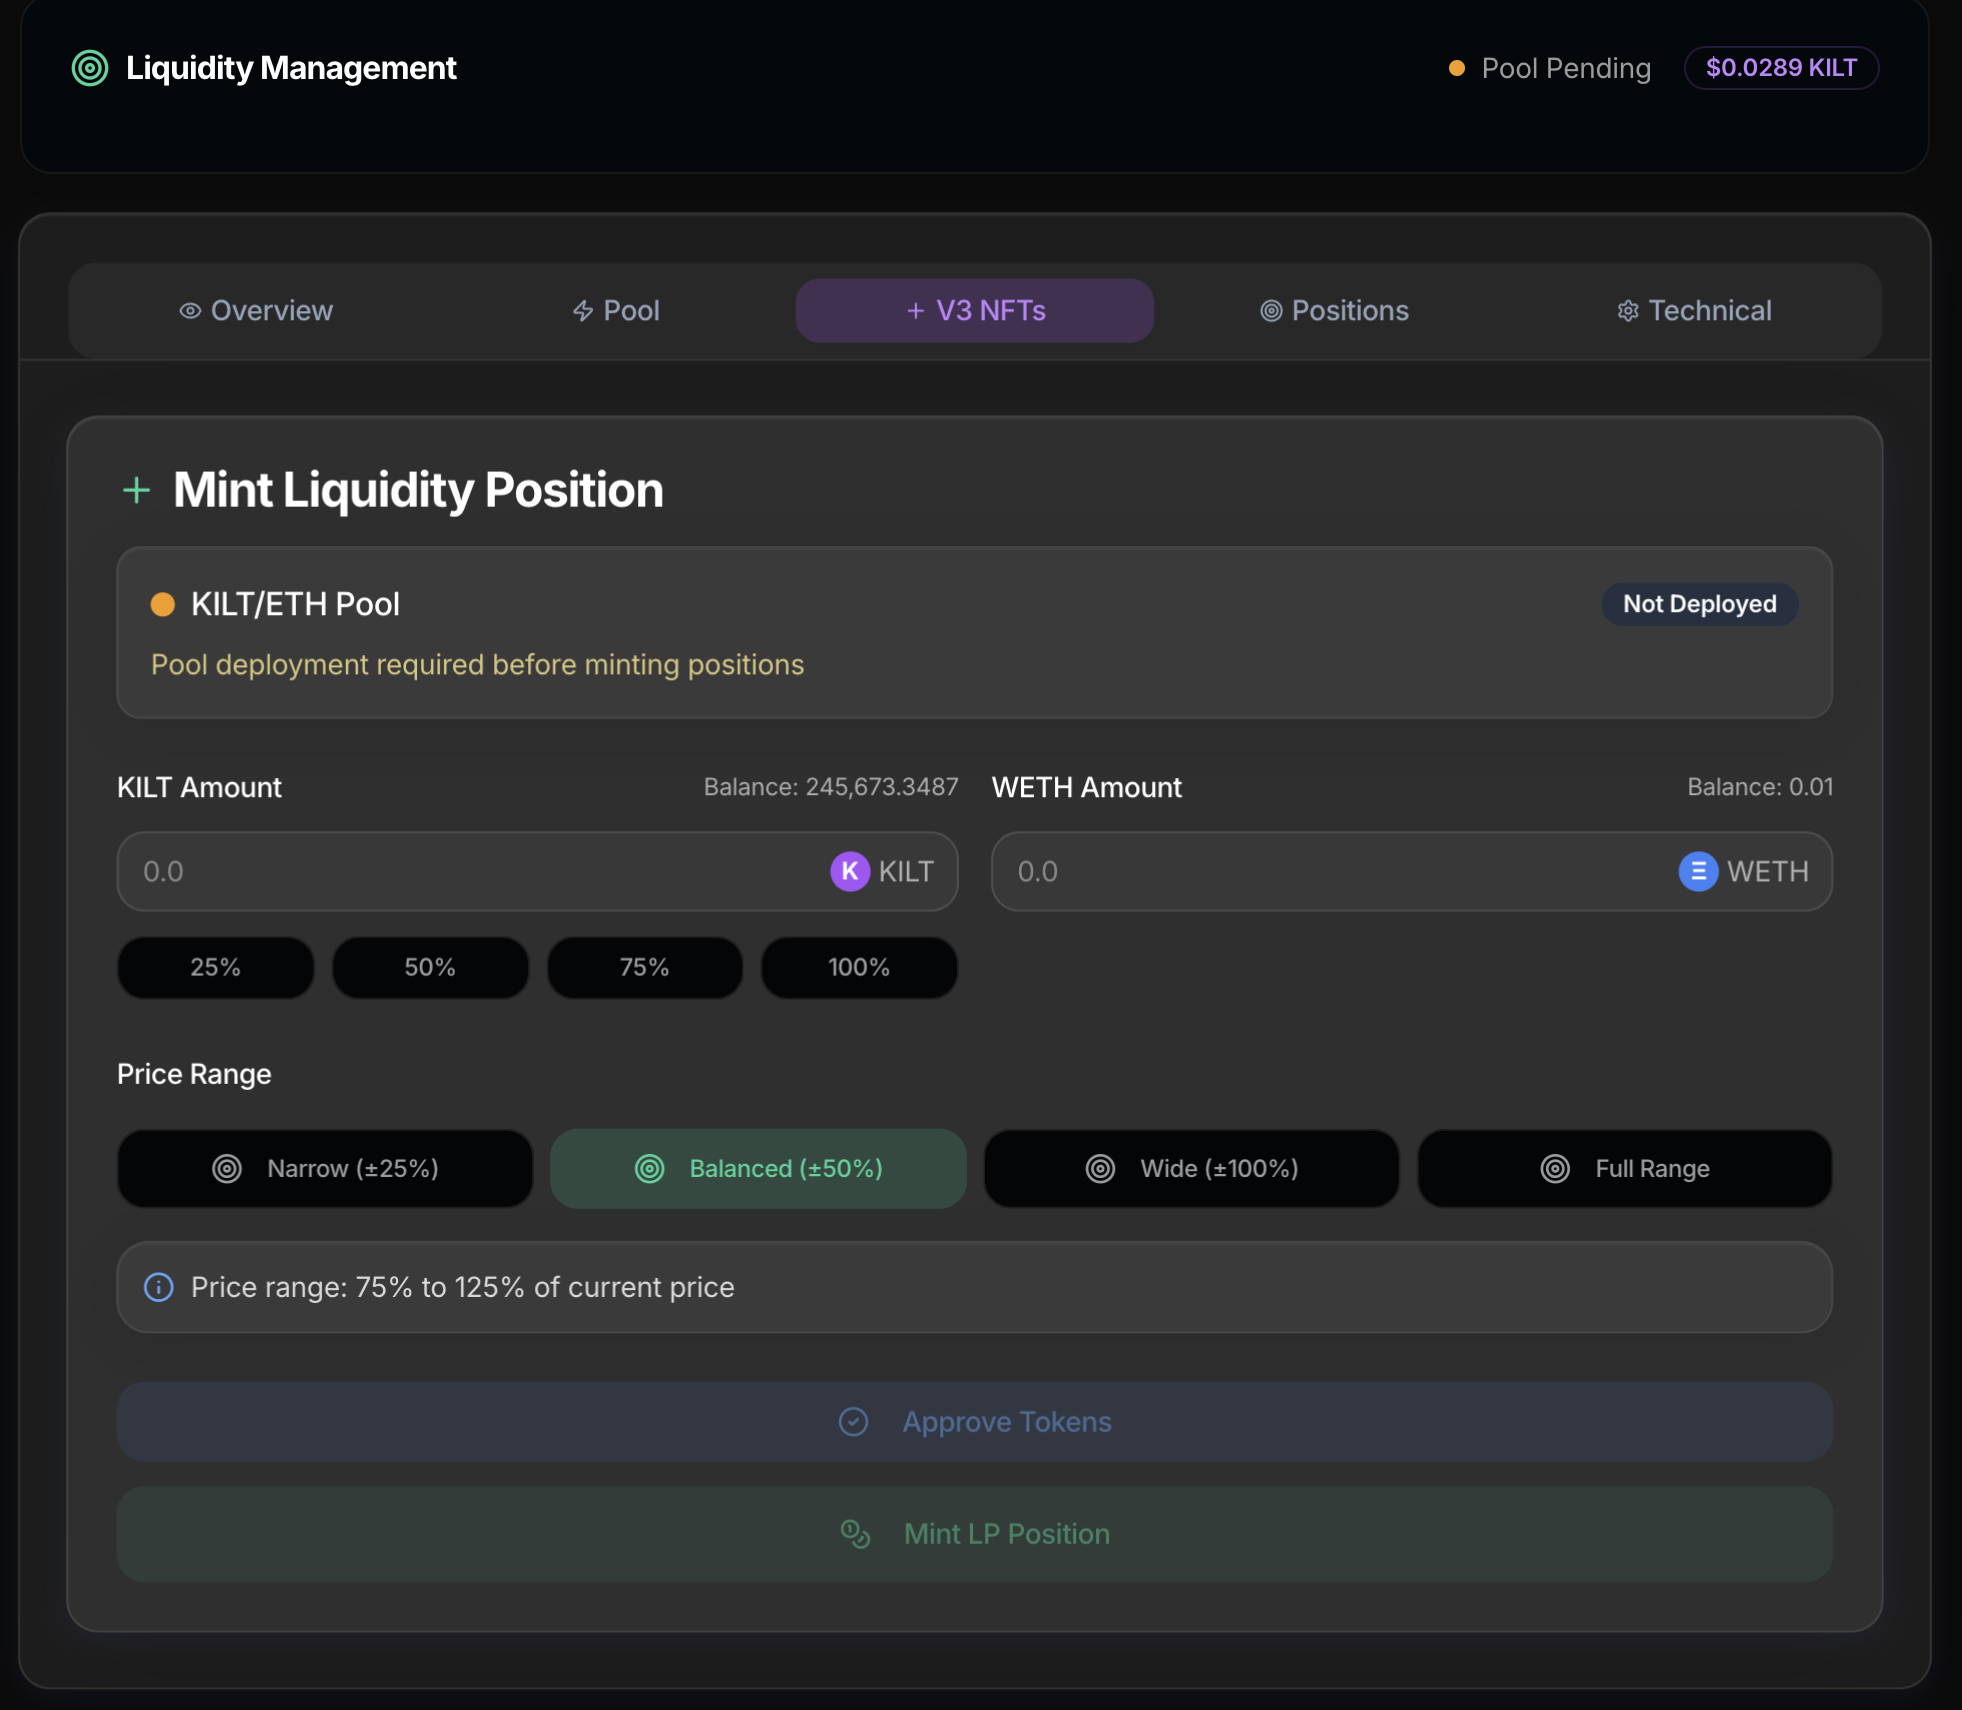 Liquidity Management
Pool Pending
$0.0289 KILT
Overview
Pool
+ V3 NFTs
Positions
Technical
+ Mint Liquidity Position
KILT/ETH Pool
Not Deployed
Pool deployment required before minting positions
KILT Amount
Balance: 245,673.3487
WETH Amount
Balance: 0.01
0.0
K KILT
0.0
Ξ WETH
25%
50%
75%
100%
Price Range
Narrow (±25%)
Balanced (±50%)
Wide (±100%)
Full Range
Price range: 75% to 125% of current price
Approve Tokens
Mint LP Position